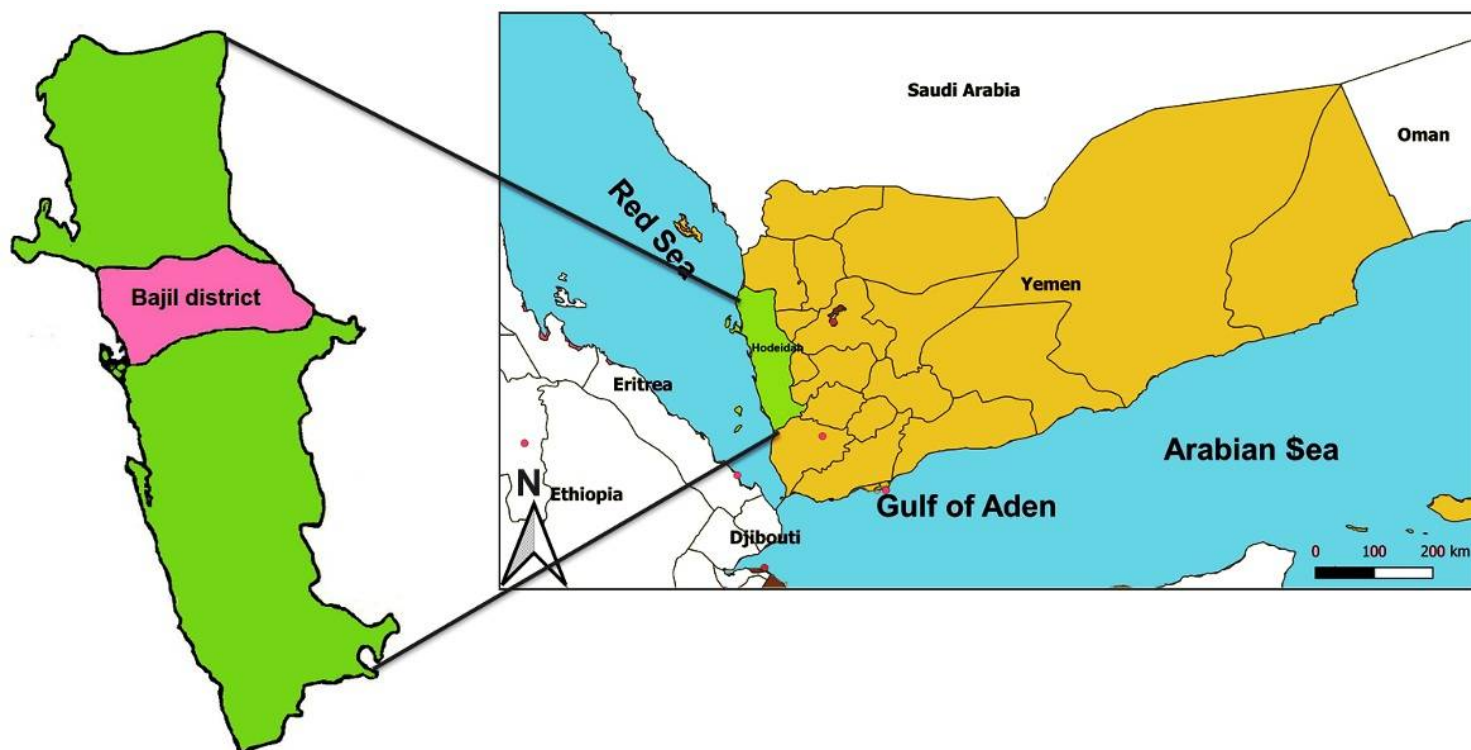 Bajil district
Saudi Arabia
Oman
Red Sea
Yemen
Hodeidah
Eritrea
Arabian Sea
N
Ethiopia
Gulf of Aden
Djibouti
0 100 200 km